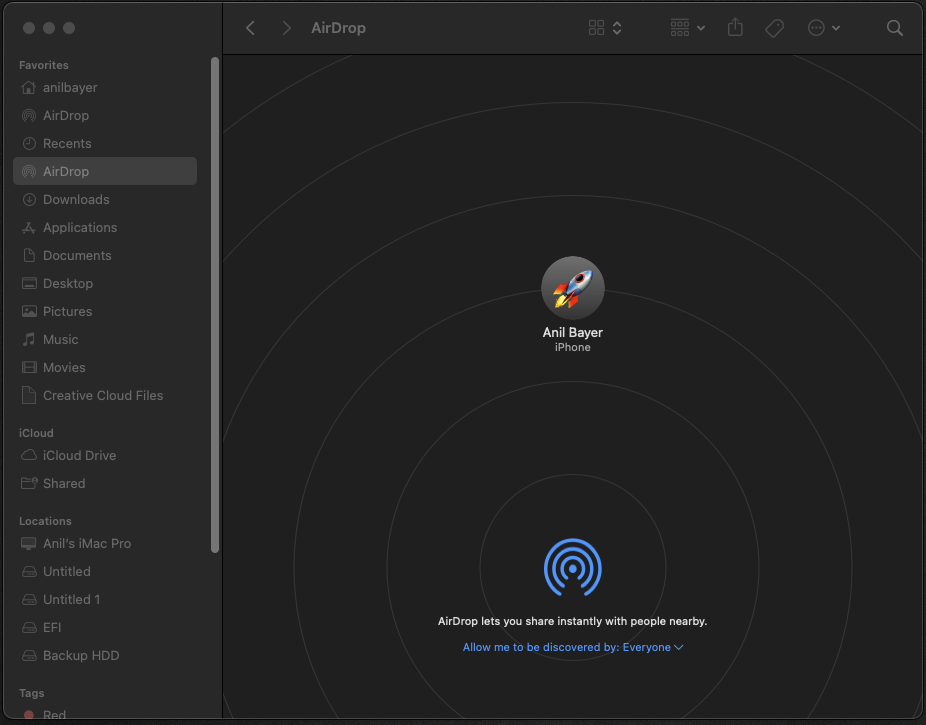 AirDrop
Favorites
anilbayer
AirDrop
Recents
AirDrop
Downloads
Applications
Documents
Desktop
Pictures
Music
Movies
Creative Cloud Files
iCloud
iCloud Drive
Shared
Locations
Anil's iMac Pro
Untitled
Untitled 1
EFI
Backup HDD
Tags
Red
Anil Bayer
iPhone
AirDrop lets you share instantly with people nearby.
Allow me to be discovered by: Everyone